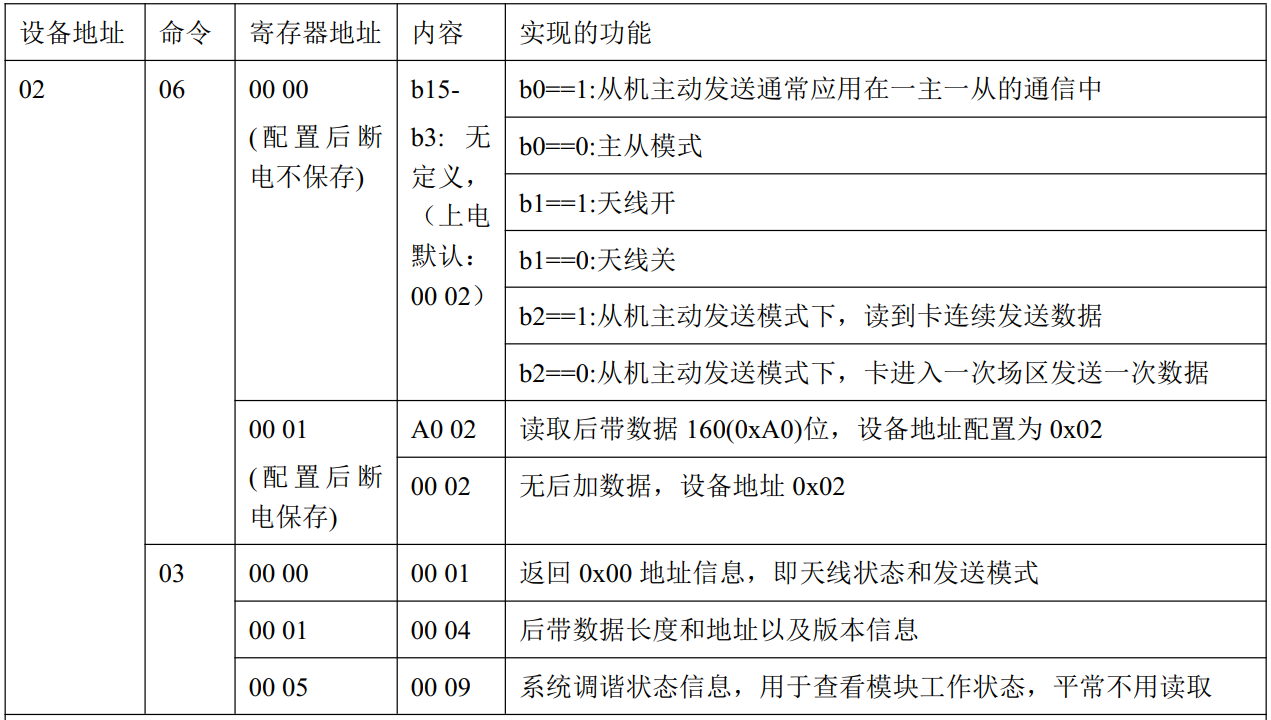 设备地址 命令 寄存器地址 内容 实现的功能
02 06 00 00 b15- b0==1:从机主动发送通常应用在一主一从的通信中
(配置后断 b3: 无
电不保存) 定义， b0==0:主从模式
（上电 b1==1:天线开
默认： b1==0:天线关
00 02） b2==1:从机主动发送模式下，读到卡连续发送数据
b2==0:从机主动发送模式下，卡进入一次场区发送一次数据
00 01 A0 02 读取后带数据 160(0xA0)位，设备地址配置为 0x02
(配置后断 00 02 无后加数据，设备地址 0x02
电保存)
03 00 00 00 01 返回 0x00 地址信息，即天线状态和发送模式
00 01 00 04 后带数据长度和地址以及版本信息
00 05 00 09 系统调谐状态信息，用于查看模块工作状态，平常不用读取